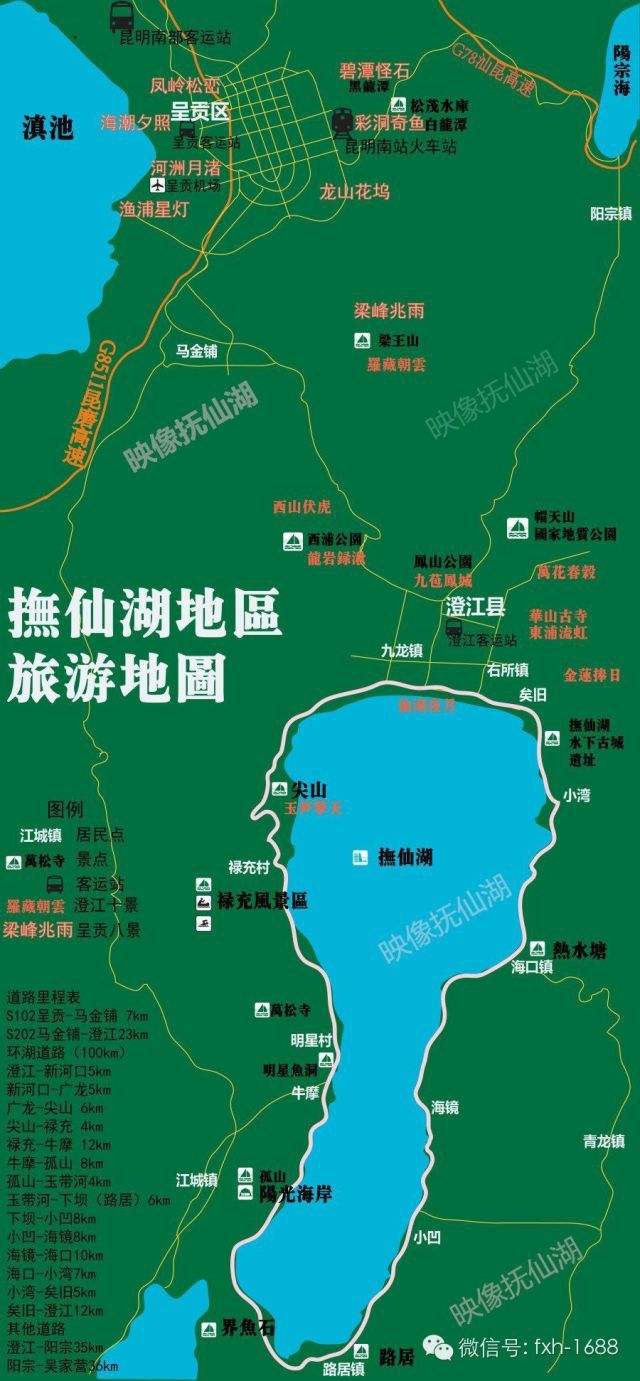 昆明南部客运站
G78汕昆高速
陽宗海
凤岭松峦
碧潭怪石
黑龍潭
呈贡区
松茂水庫
白龍潭
滇池
海潮夕照
彩洞奇鱼
呈贡客运站
昆明南站火车站
河洲月渚
呈贡机场
龙山花坞
渔浦星灯
阳宗镇
梁峰兆雨
梁王山
羅藏朝雲
马金铺
G8511昆磨高速
映像抚仙湖
映像抚仙湖
西山伏虎
西浦公園
龍岩録濃
帽天山
國家地質公園
鳳山公園
九苞鳳城
萬花春穀
澄江县
澄江客运站
華山古寺
東浦流虹
撫仙湖地區
旅游地圖
九龙镇
右所镇
金蓮捧日
矣旧
撫仙湖
水下古城
遺址
尖山
小湾
图例
江城镇 居民点
萬松寺 景点
客运站
羅藏朝雲 澄江十景
梁峰兆雨 呈贡八景
撫仙湖
禄充村
禄充風景區
映像抚仙湖
熱水塘
海口镇
道路里程表
S102呈贡-马金铺 7km
S202马金铺-澄江23km
环湖道路（100km）
澄江-新河口5km
新河口-广龙5km
广龙-尖山 6km
尖山-禄充 4km
禄充-牛摩 12km
牛摩-孤山 8km
孤山-玉带河4km
玉带河-下坝（路居）6km
下坝-小凹8km
小凹-海镜8km
海镜-海口10km
海口-小湾7km
小湾-矣旧5km
矣旧-澄江12km
其他道路
澄江-阳宗35km
阳宗-吴家营36km
萬松寺
明星村
明星魚洞
牛摩
海镜
青龙镇
江城镇
孤山
陽光海岸
小凹
映像抚仙湖
界魚石
路居镇
路居
微信号: fxh-1688